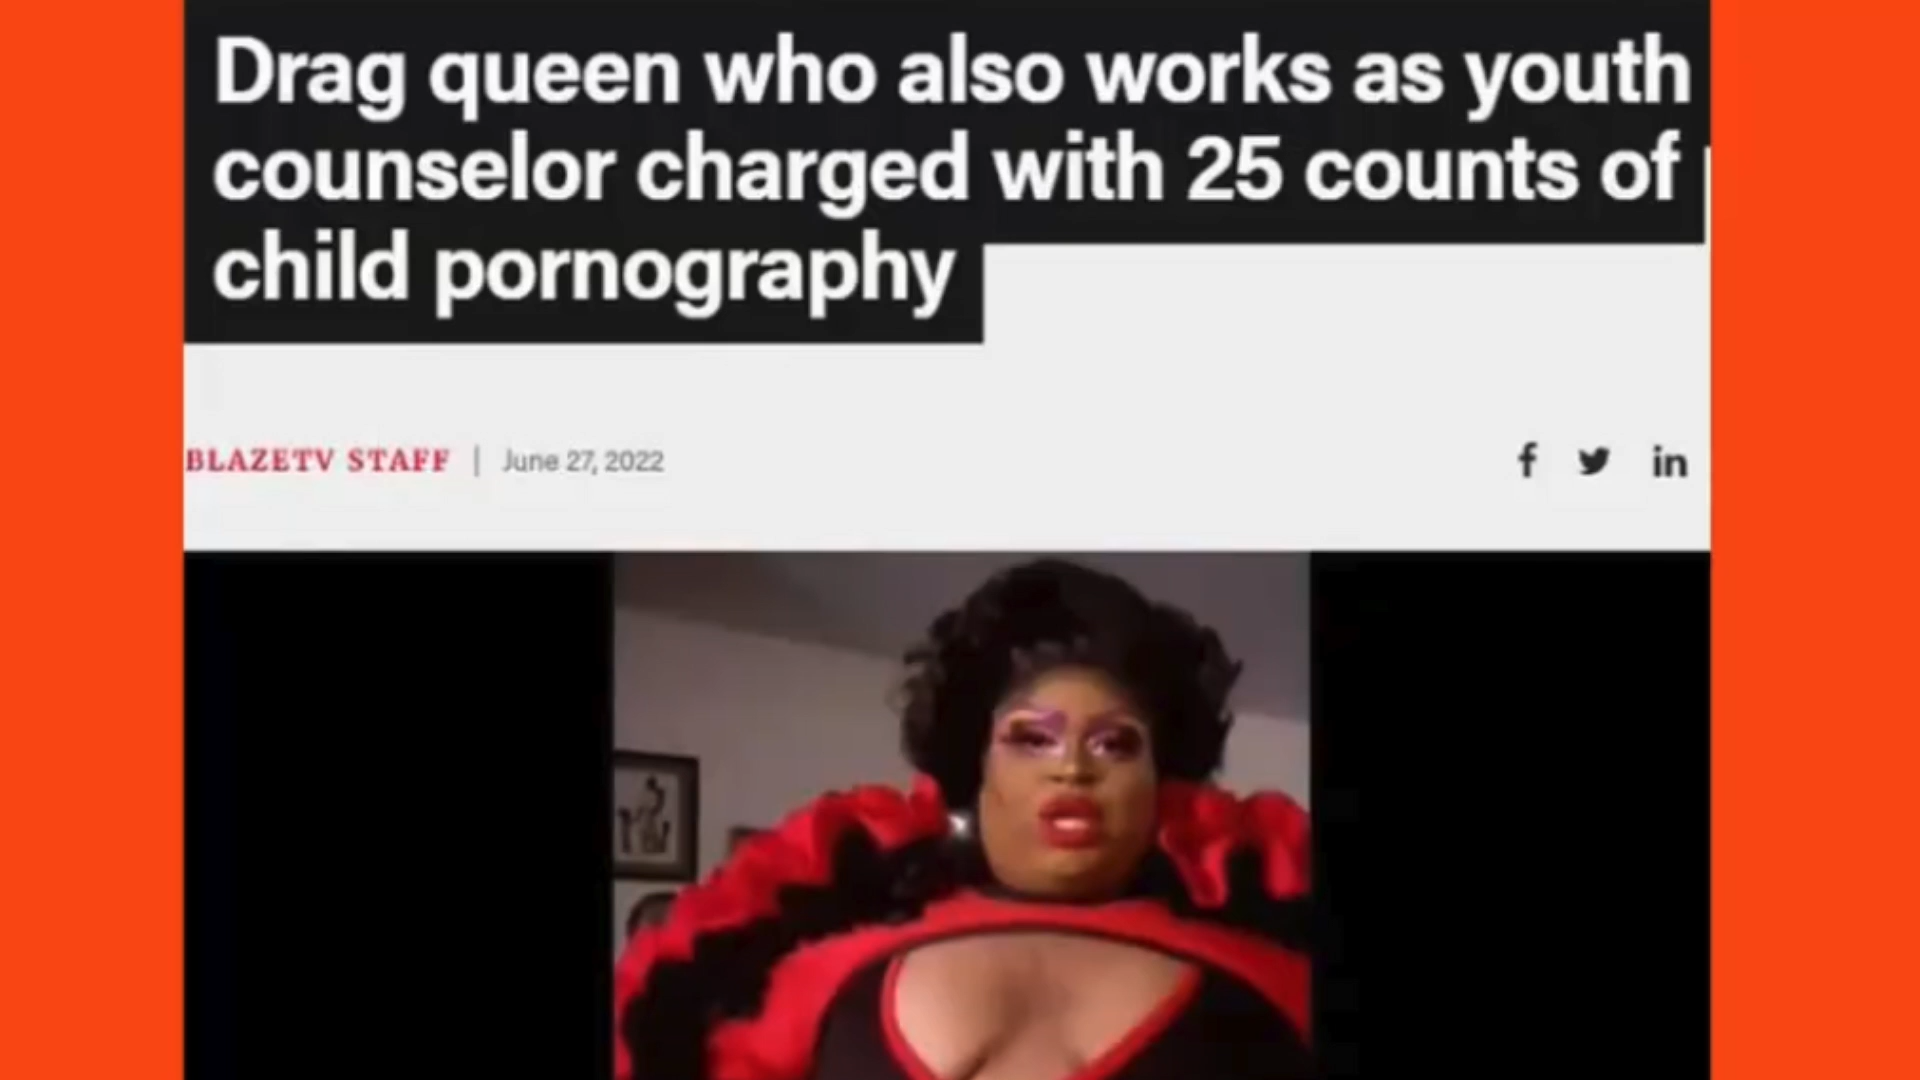 Drag queen who also works as youth
counselor charged with 25 counts of
child pornography
BLAZETV STAFF | June 27, 2022